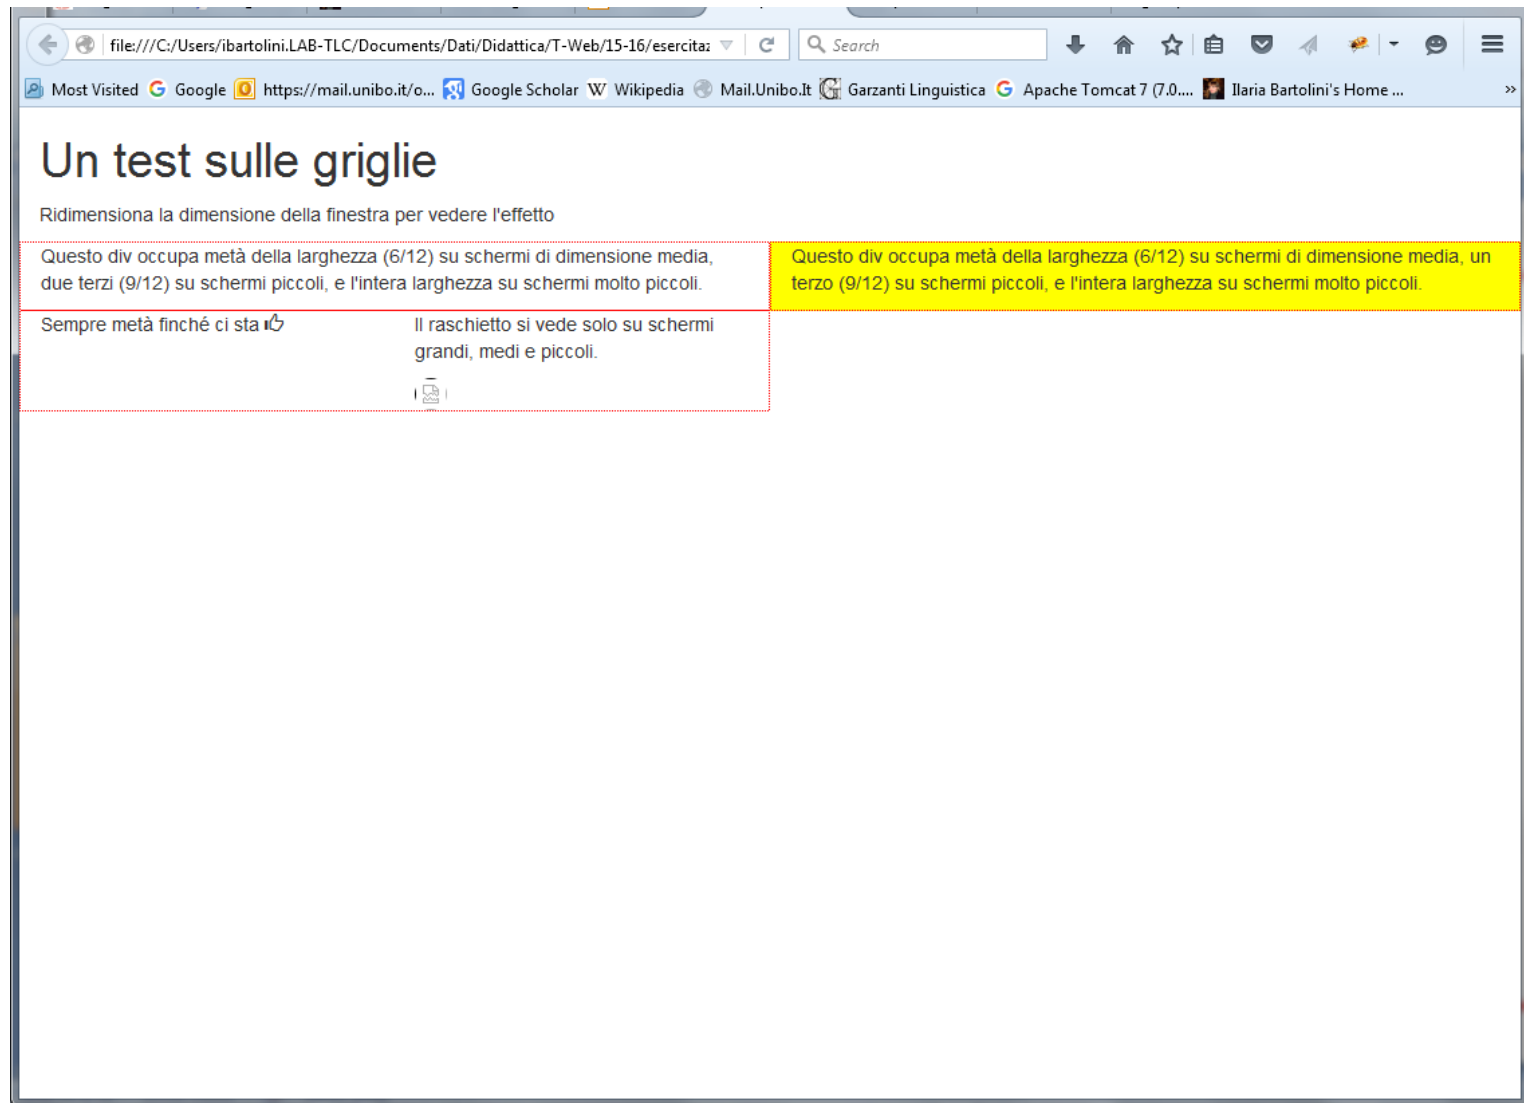 file:///C:/Users/ibartolini.LAB-TLC/Documents/Dati/Didattica/T-Web/15-16/esercitaz
Search
Most Visited Google https://mail.unibo.it/o... Google Scholar Wikipedia Mail.Unibo.It Garzanti Linguistica Apache Tomcat 7 (7.0.... Ilaria Bartolini's Home ... »
Un test sulle griglie
Ridimensiona la dimensione della finestra per vedere l'effetto
Questo div occupa metà della larghezza (6/12) su schermi di dimensione media,
due terzi (9/12) su schermi piccoli, e l'intera larghezza su schermi molto piccoli.
Questo div occupa metà della larghezza (6/12) su schermi di dimensione media, un
terzo (9/12) su schermi piccoli, e l'intera larghezza su schermi molto piccoli.
Sempre metà finché ci sta
Il raschietto si vede solo su schermi
grandi, medi e piccoli.